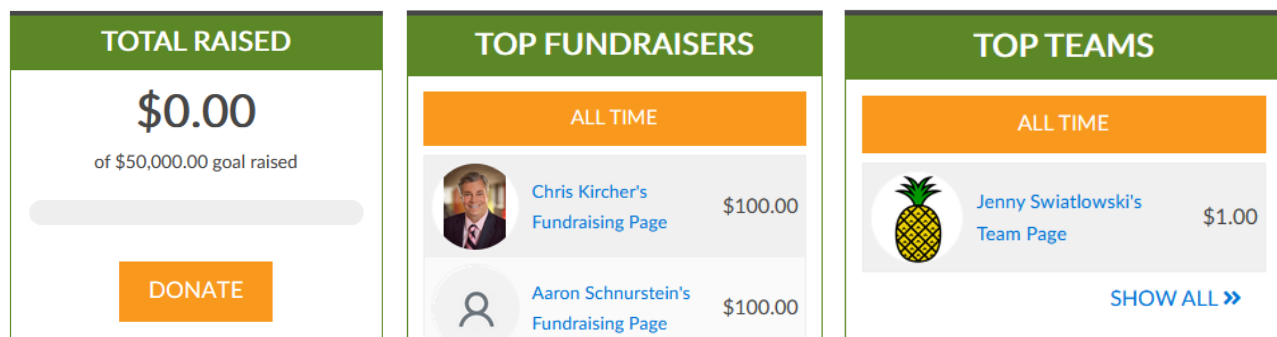 TOTAL RAISED
$0.00
of $50,000.00 goal raised
DONATE
TOP FUNDRAISERS
ALL TIME
Chris Kircher's
Fundraising Page
$100.00
Aaron Schnurstein's
Fundraising Page
$100.00
TOP TEAMS
ALL TIME
Jenny Swiatlowski's
Team Page
$1.00
SHOW ALL »